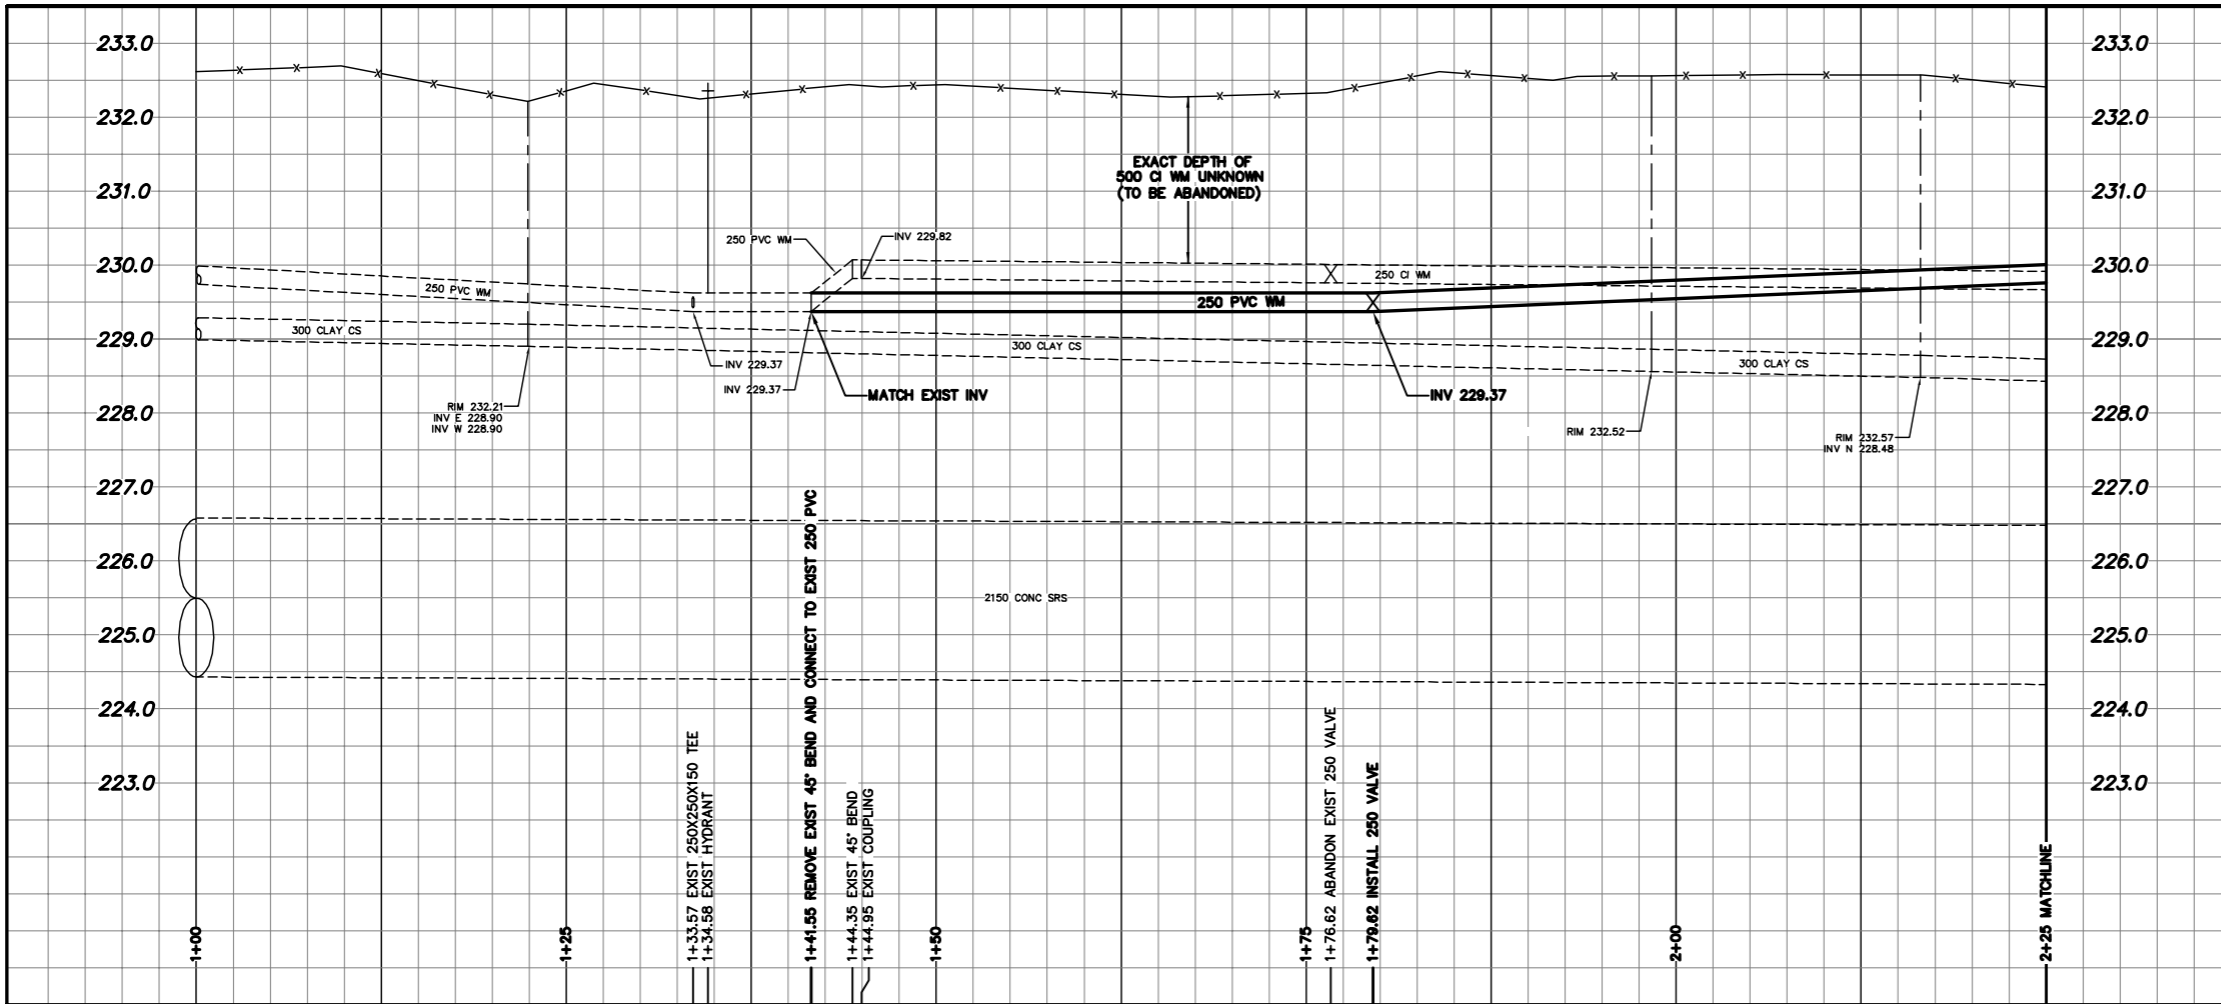 233.0
233.0
232.0
232.0
EXACT DEPTH OF
500 CI WM UNKNOWN
(TO BE ABANDONED)
231.0
231.0
250 PVC WM
INV 229.82
230.0
230.0
250 CI WM
250 PVC WM
250 PVC WM
300 CLAY CS
229.0
229.0
300 CLAY CS
300 CLAY CS
INV 229.37
INV 229.37
MATCH EXIST INV
INV 229.37
RIM 232.21
INV E 228.90
INV W 228.90
228.0
228.0
RIM 232.52
RIM 232.57
INV N 228.48
227.0
227.0
226.0
226.0
2150 CONC SRS
225.0
225.0
224.0
224.0
223.0
223.0
1+00
1+25
1+33.57 EXIST 250X250X150 TEE
1+34.58 EXIST HYDRANT
1+41.55 REMOVE EXIST 45° BEND AND CONNECT TO EXIST 250 PVC
1+44.35 EXIST 45° BEND
1+44.95 EXIST COUPLING
1+50
1+75
1+76.62 ABANDON EXIST 250 VALVE
1+79.62 INSTALL 250 VALVE
2+00
2+25 MATCHLINE